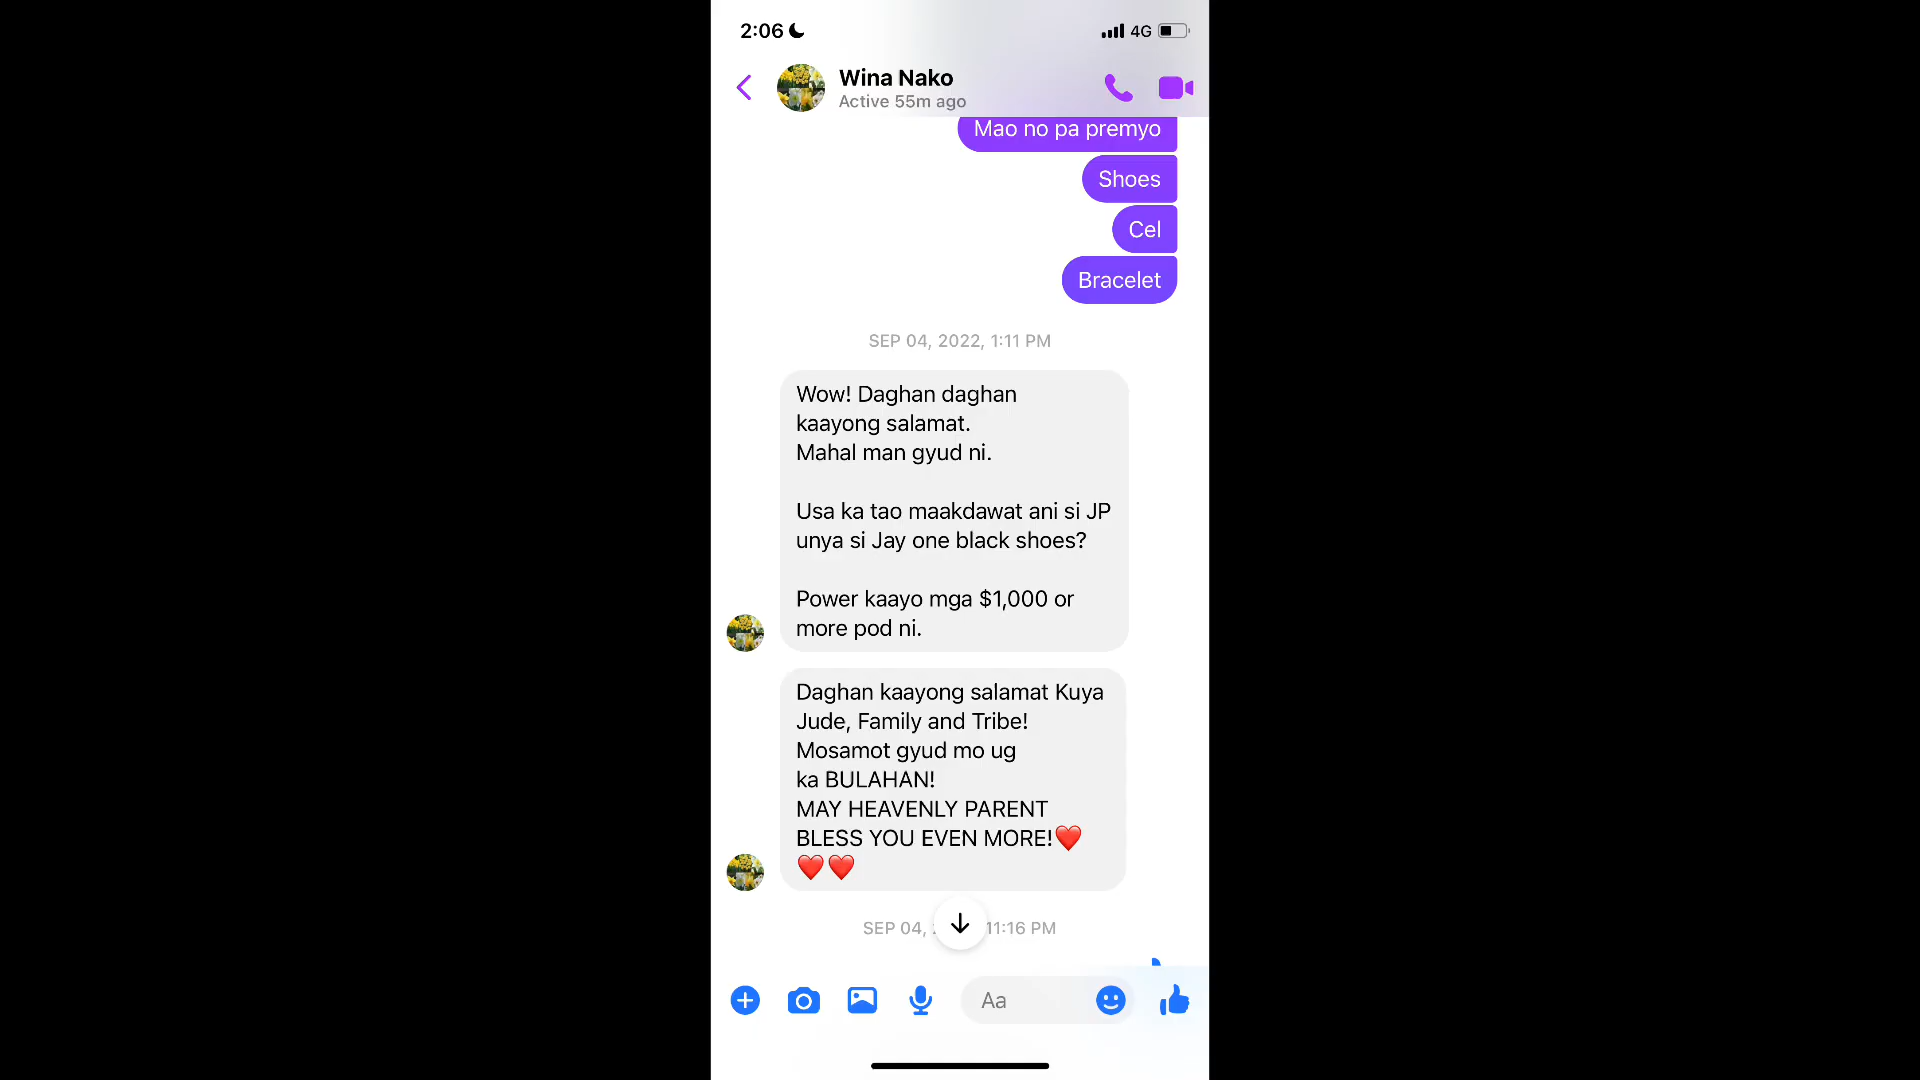 2:06
4G
Wina Nako
Active 55m ago
Mao no pa premyo
Shoes
Cel
Bracelet
SEP 04, 2022, 1:11 PM
Wow! Daghan daghan
kaayong salamat.
Mahal man gyud ni.
Usa ka tao maakdawat ani si JP
unya si Jay one black shoes?
Power kaayo mga $1,000 or
more pod ni.
Daghan kaayong salamat Kuya
Jude, Family and Tribe!
Mosamot gyud mo ug
ka BULAHAN!
MAY HEAVENLY PARENT
BLESS YOU EVEN MORE!❤️
❤️❤️
SEP 04, 11:16 PM
Aa